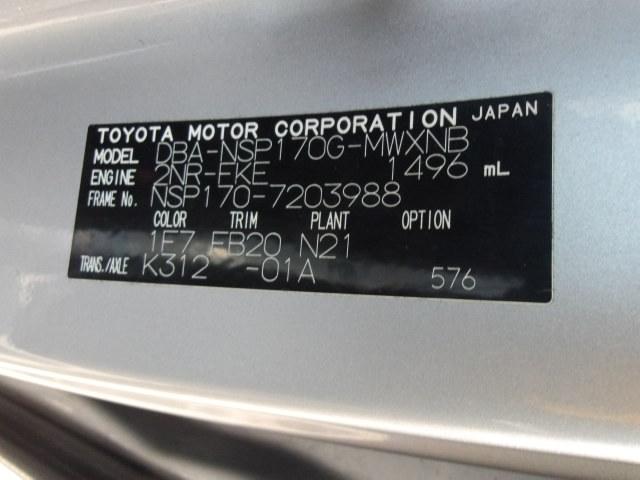 TOYOTA MOTOR CORPORATION JAPAN
MODEL DBA-NSP170G-MWXNB
ENGINE 2NR-FKE 1496 mL
FRAME No. NSP170-7203988
COLOR TRIM PLANT OPTION
1F7 FB20 N21
TRANS./AXLE K312 -01A 576